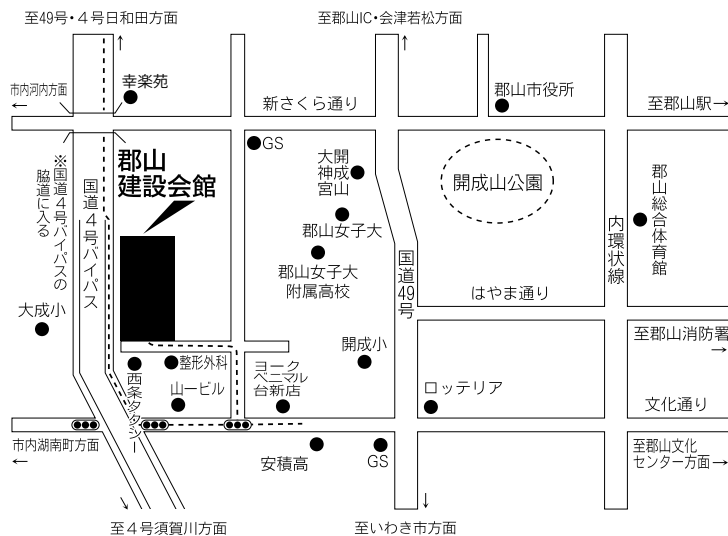 至49号・４号日和田方面
至郡山IC・会津若松方面
市内河内方面
幸楽苑
新さくら通り
郡山市役所
至郡山駅
GS
郡山
建設会館
大開
神成
宮山
開成山公園
郡山総合体育館
※国道４号バイパスの
脇道に入る
国道４号バイパス
郡山女子大
内環状線
郡山女子大
附属高校
国道49号
はやま通り
大成小
開成小
至郡山消防署
整形外科
ヨーク
ベニマル
台新店
西条タクシー
山一ビル
ロッテリア
文化通り
市内湖南町方面
安積高
GS
至郡山文化
センター方面
至４号須賀川方面
至いわき市方面